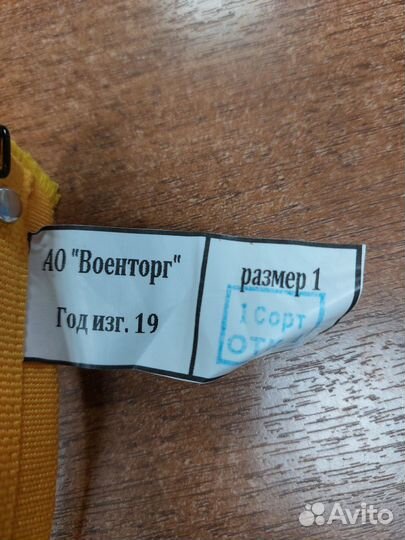 АО "Военторг"
Год изг. 19
размер 1
1 Сорт
ОТК
Avito